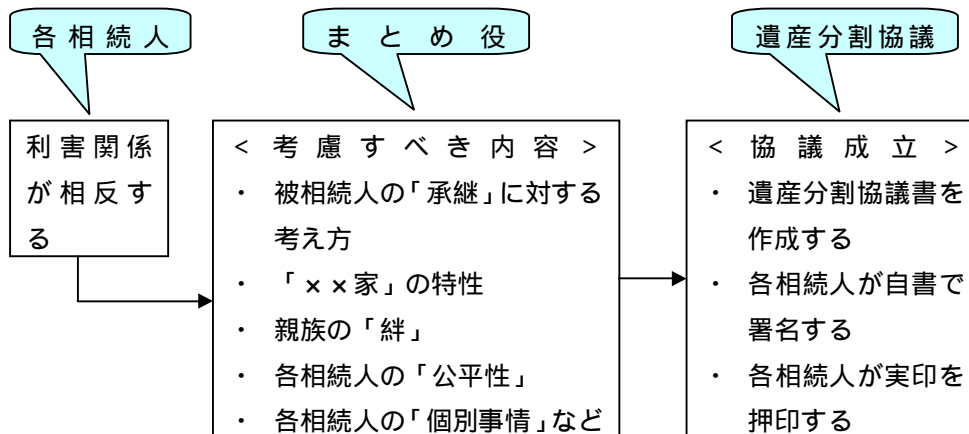 各相続人
まとめ役
遺産分割協議
利害関係
が相反す
る
<考慮すべき内容>
・ 被相続人の「承継」に対する
考え方
・ 「××家」の特性
・ 親族の「絆」
・ 各相続人の「公平性」
・ 各相続人の「個別事情」など
<協議成立>
・ 遺産分割協議書を
作成する
・ 各相続人が自書で
署名する
・ 各相続人が実印を
押印する